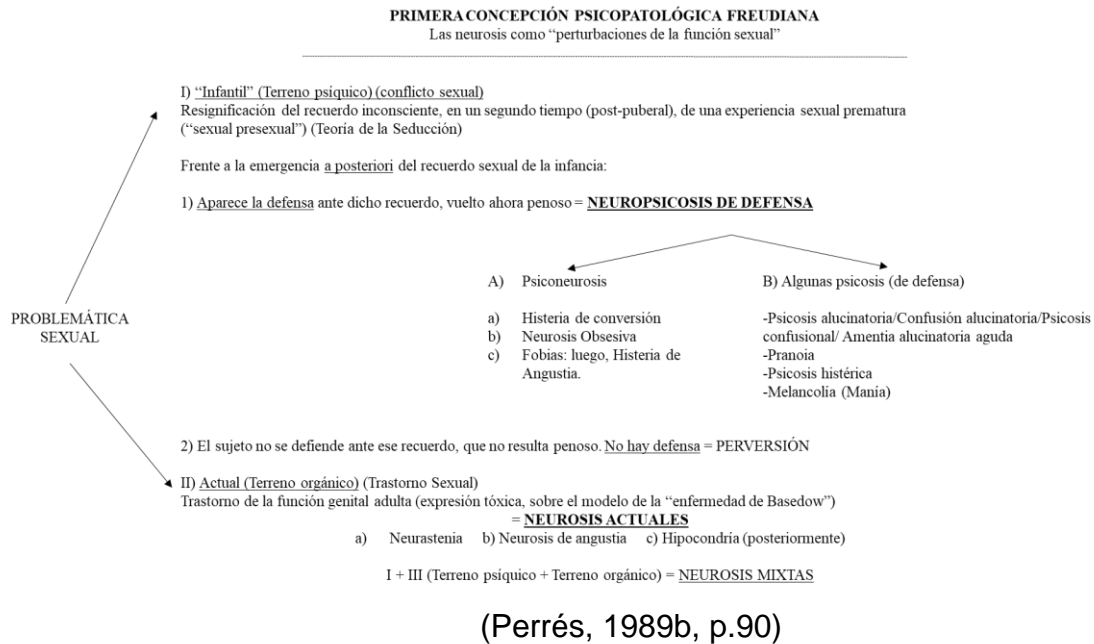 PRIMERA CONCEPCIÓN PSICOPATOLÓGICA FREUDIANA
Las neurosis como “perturbaciones de la función sexual”
I) “Infantil” (Terreno psíquico) (conflicto sexual)
Resignificación del recuerdo inconsciente, en un segundo tiempo (post-puberal), de una experiencia sexual prematura
(“sexual presexual”) (Teoría de la Seducción)
Frente a la emergencia a posteriori del recuerdo sexual de la infancia:
1) Aparece la defensa ante dicho recuerdo, vuelto ahora penoso = NEUROPSICOSIS DE DEFENSA
A) Psiconeurosis
a) Histeria de conversión
b) Neurosis Obsesiva
c) Fobias: luego, Histeria de
Angustia.
B) Algunas psicosis (de defensa)
-Psicosis alucinatoria/Confusión alucinatoria/Psicosis
confusional/ Amentia alucinatoria aguda
-Pranoia
-Psicosis histérica
-Melancolía (Manía)
PROBLEMÁTICA
SEXUAL
2) El sujeto no se defiende ante ese recuerdo, que no resulta penoso. No hay defensa = PERVERSIÓN
II) Actual (Terreno orgánico) (Trastorno Sexual)
Trastorno de la función genital adulta (expresión tóxica, sobre el modelo de la “enfermedad de Basedow”)
= NEUROSIS ACTUALES
a) Neurastenia b) Neurosis de angustia c) Hipocondría (posteriormente)
I + III (Terreno psíquico + Terreno orgánico) = NEUROSIS MIXTAS
(Perrés, 1989b, p.90)